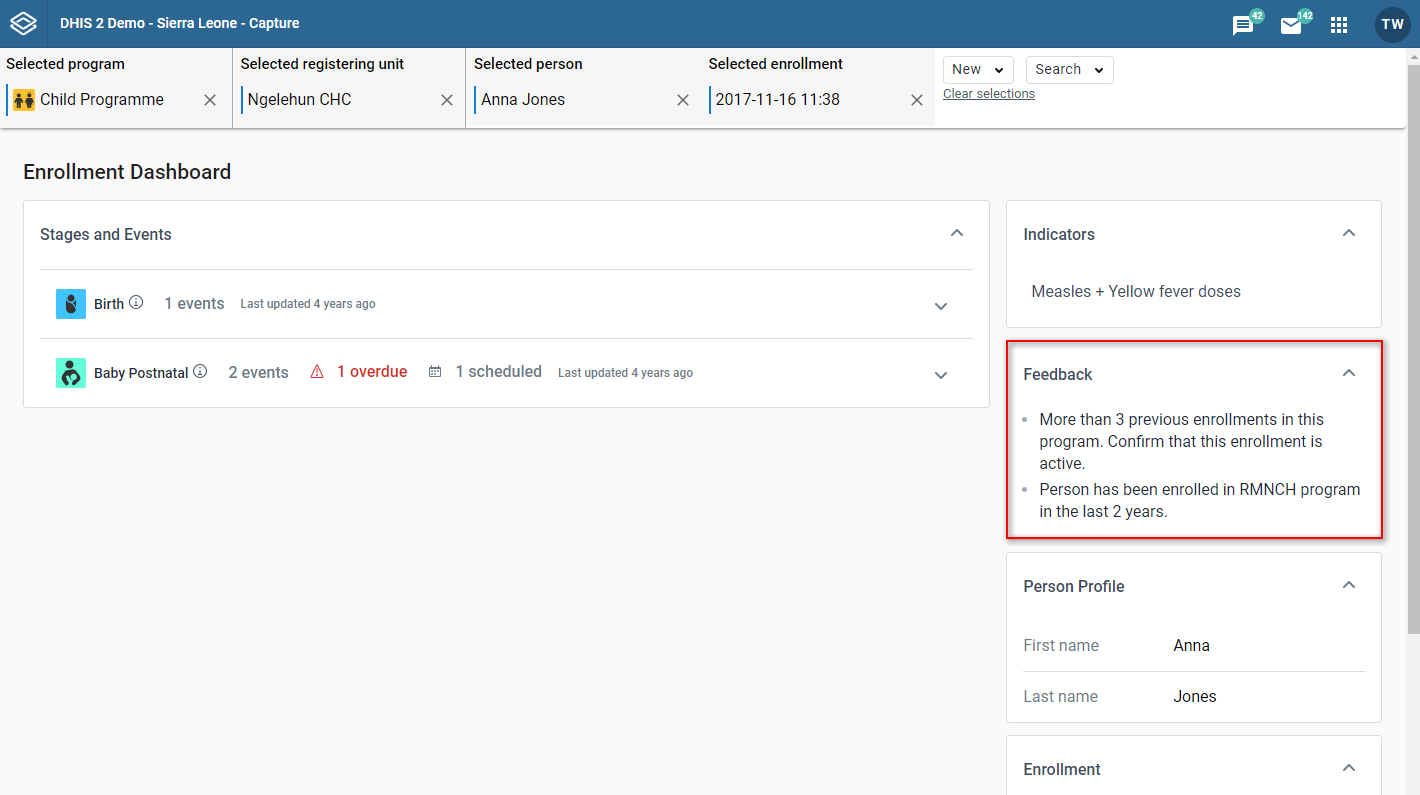 DHIS 2 Demo - Sierra Leone - Capture
42
142
TW
Selected program
Child Programme
Selected registering unit
Ngelehun CHC
Selected person
Anna Jones
Selected enrollment
2017-11-16 11:38
New
Search
Clear selections
Enrollment Dashboard
Stages and Events
Birth 1 events Last updated 4 years ago
Baby Postnatal 2 events 1 overdue 1 scheduled Last updated 4 years ago
Indicators
Measles + Yellow fever doses
Feedback
More than 3 previous enrollments in this
program. Confirm that this enrollment is
active.
Person has been enrolled in RMNCH program
in the last 2 years.
Person Profile
First name Anna
Last name Jones
Enrollment